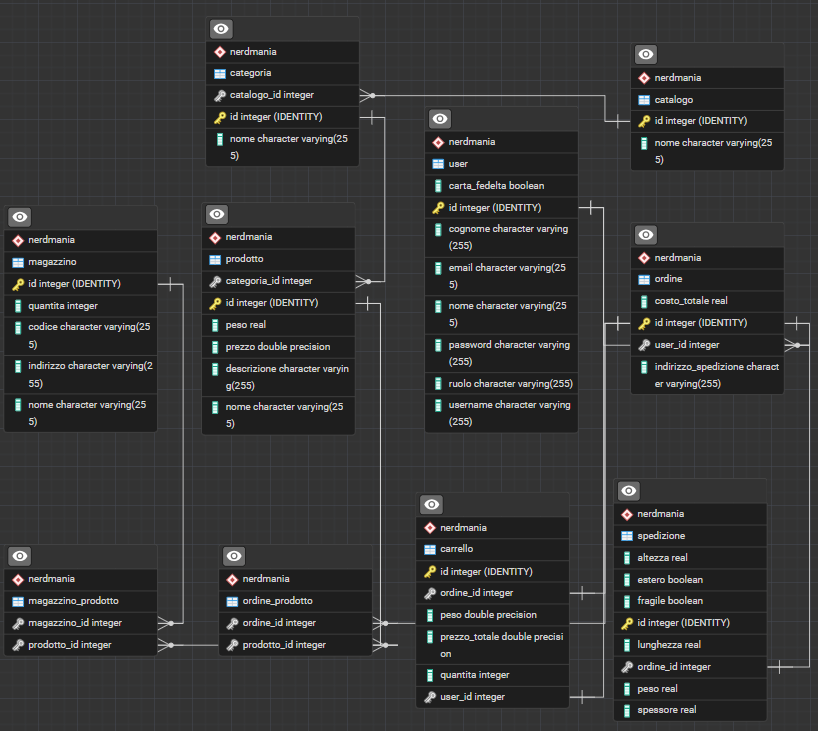 nerdmania
categoria
catalogo_id integer
id integer (IDENTITY)
nome character varying(25
5)
nerdmania
catalogo
id integer (IDENTITY)
nome character varying(25
5)
nerdmania
user
carta_fedelta boolean
id integer (IDENTITY)
cognome character varying
(255)
email character varying(25
5)
nome character varying(25
5)
password character varying
(255)
ruolo character varying(255)
username character varying
(255)
nerdmania
magazzino
id integer (IDENTITY)
quantita integer
codice character varying(25
5)
indirizzo character varying(2
55)
nome character varying(25
5)
nerdmania
prodotto
categoria_id integer
id integer (IDENTITY)
peso real
prezzo double precision
descrizione character varyin
g(255)
nome character varying(25
5)
nerdmania
ordine
costo_totale real
id integer (IDENTITY)
user_id integer
indirizzo_spedizione charact
er varying(255)
nerdmania
magazzino_prodotto
magazzino_id integer
prodotto_id integer
nerdmania
ordine_prodotto
ordine_id integer
prodotto_id integer
nerdmania
carrello
id integer (IDENTITY)
ordine_id integer
peso double precision
prezzo_totale double precisi
on
quantita integer
user_id integer
nerdmania
spedizione
altezza real
estero boolean
fragile boolean
id integer (IDENTITY)
lunghezza real
ordine_id integer
peso real
spessore real